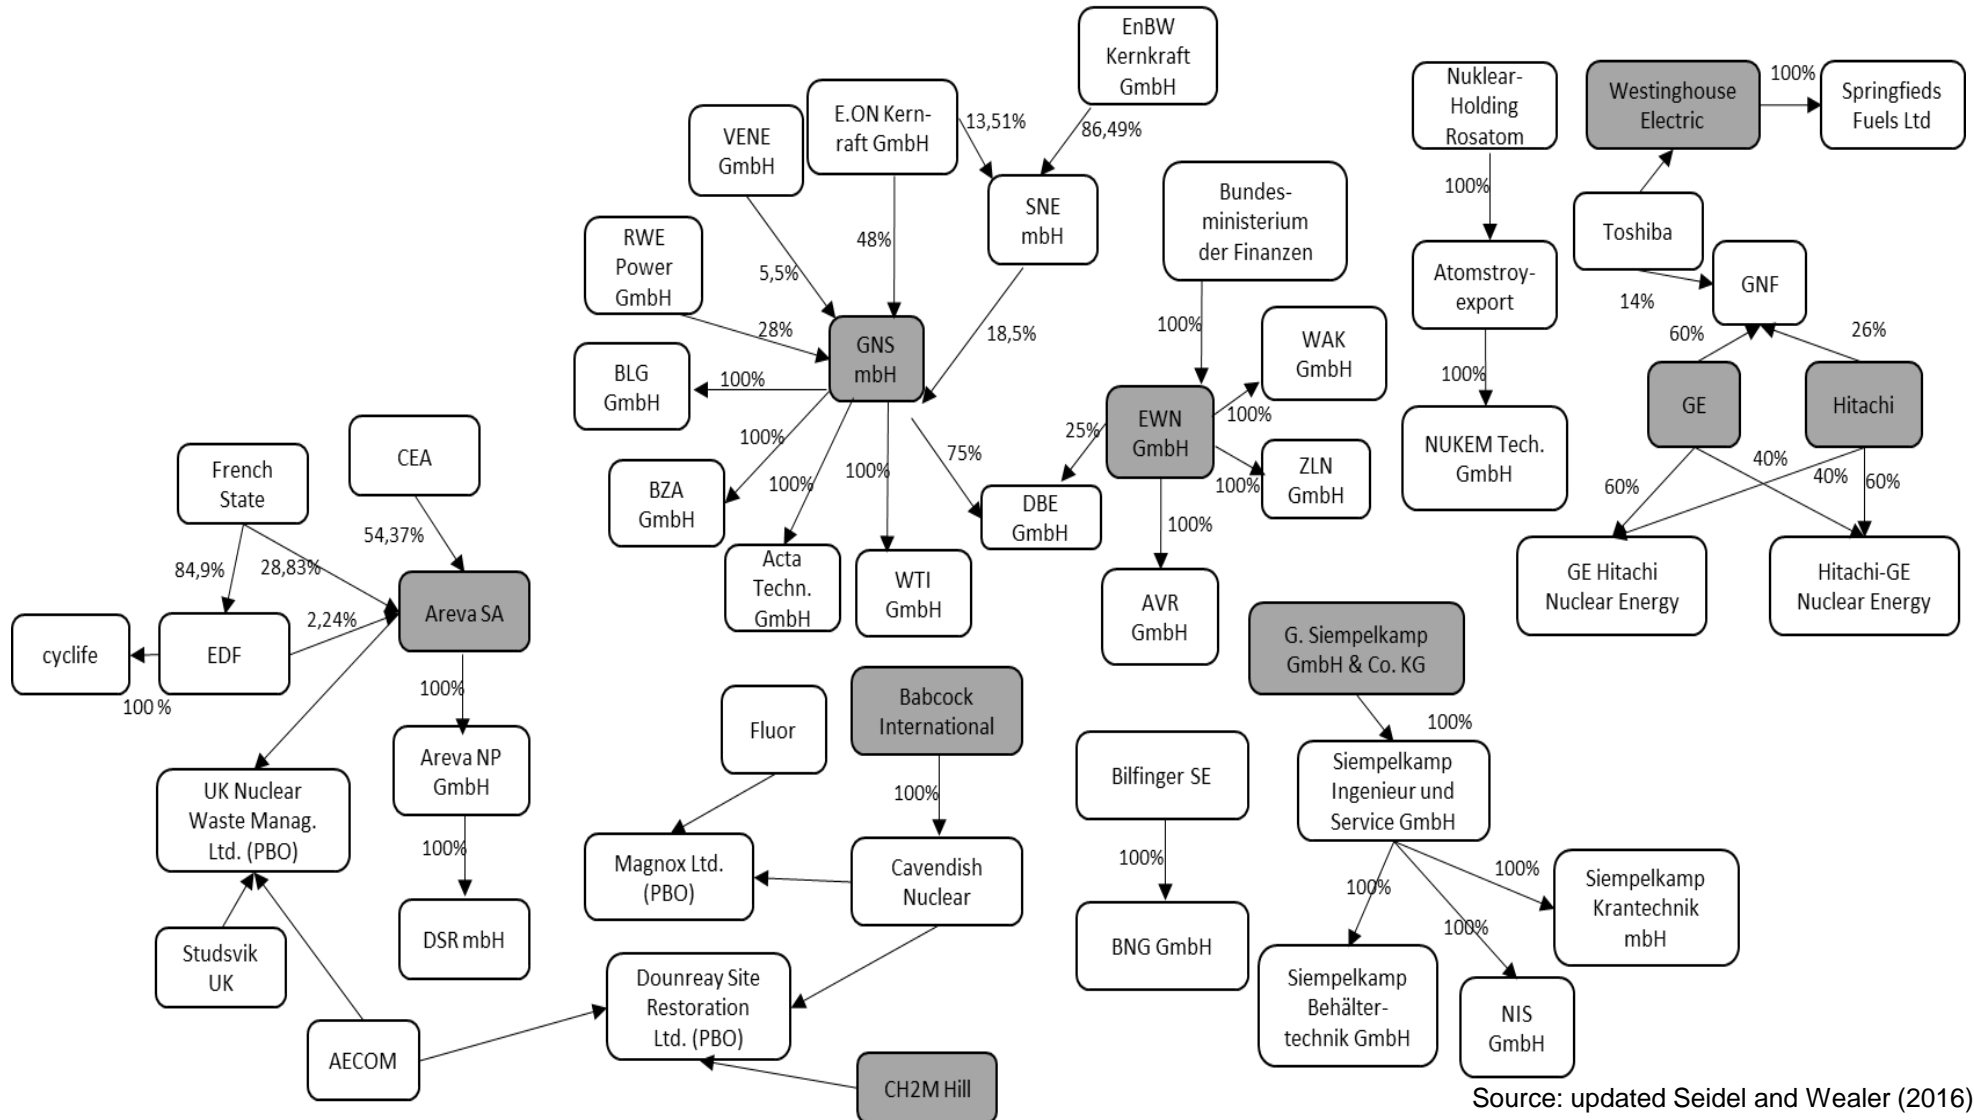 EnBW
Kernkraft
GmbH
E.ON Kern-
raft GmbH
VENE
GmbH
13,51%
86,49%
SNE
mbH
RWE
Power
GmbH
48%
5,5%
28%
18,5%
GNS
mbH
BLG
GmbH
100%
100%
100%
100%
75%
BZA
GmbH
Acta
Techn.
GmbH
WTI
GmbH
DBE
GmbH
Bundes-
ministerium
der Finanzen
100%
EWN
GmbH
25%
100%
100%
100%
WAK
GmbH
ZLN
GmbH
AVR
GmbH
Nuklear-
Holding
Rosatom
100%
Atomstroy-
export
100%
NUKEM Tech.
GmbH
Westinghouse
Electric
100%
Springfieds
Fuels Ltd
Toshiba
14%
GNF
60%
26%
GE
Hitachi
60%
40%
40%
60%
GE Hitachi
Nuclear Energy
Hitachi-GE
Nuclear Energy
French
State
CEA
54,37%
84,9%
28,83%
Areva SA
2,24%
EDF
cyclife
100 %
100%
Areva NP
GmbH
100%
DSR mbH
UK Nuclear
Waste Manag.
Ltd. (PBO)
Studsvik
UK
AECOM
Fluor
Babcock
International
100%
Magnox Ltd.
(PBO)
Cavendish
Nuclear
Dounreay Site
Restoration
Ltd. (PBO)
CH2M Hill
Bilfinger SE
100%
BNG GmbH
G. Siempelkamp
GmbH & Co. KG
100%
Siempelkamp
Ingenieur und
Service GmbH
100%
100%
100%
Siempelkamp
Krantechnik
mbH
Siempelkamp
Behälter-
technik GmbH
NIS
GmbH
Source: updated Seidel and Wealer (2016)